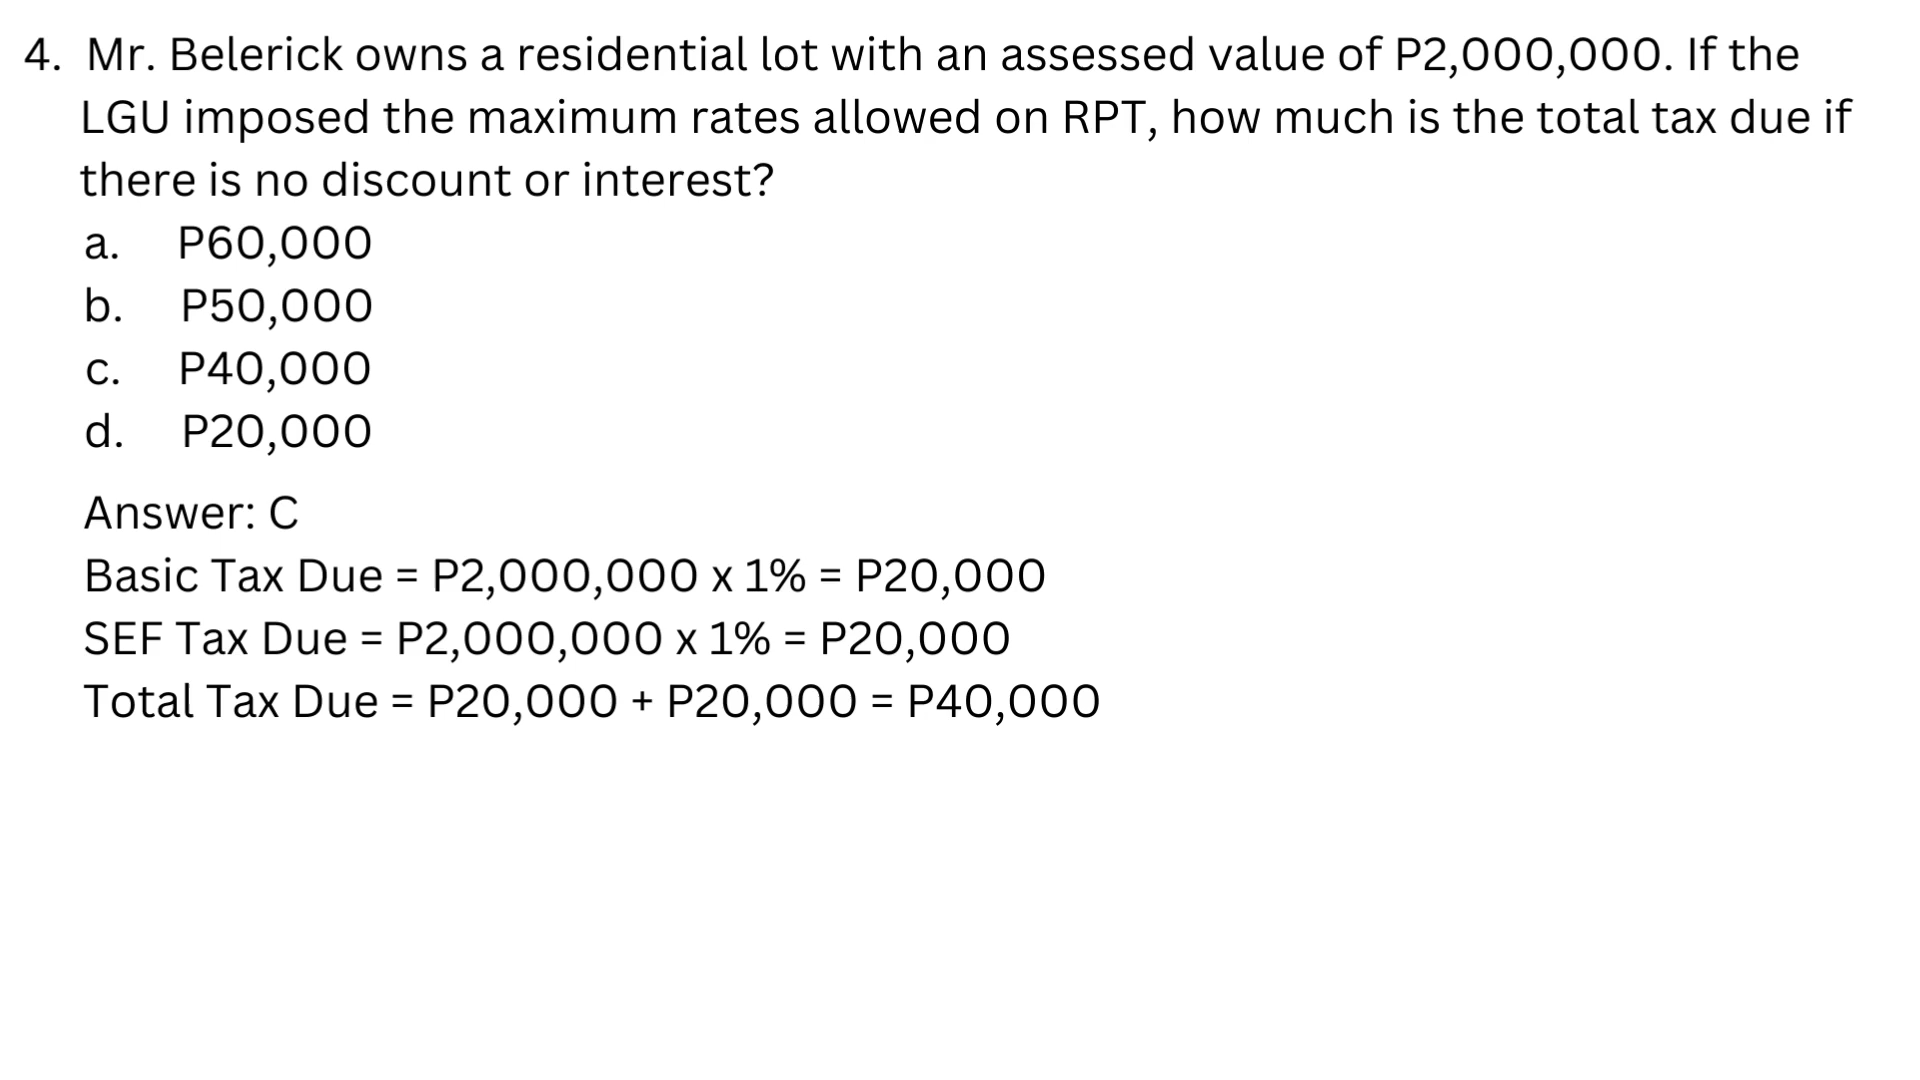 4. Mr. Belerick owns a residential lot with an assessed value of P2,000,000. If the
LGU imposed the maximum rates allowed on RPT, how much is the total tax due if
there is no discount or interest?
a. P60,000
b. P50,000
c. P40,000
d. P20,000
Answer: C
Basic Tax Due = P2,000,000 x 1% = P20,000
SEF Tax Due = P2,000,000 x 1% = P20,000
Total Tax Due = P20,000 + P20,000 = P40,000